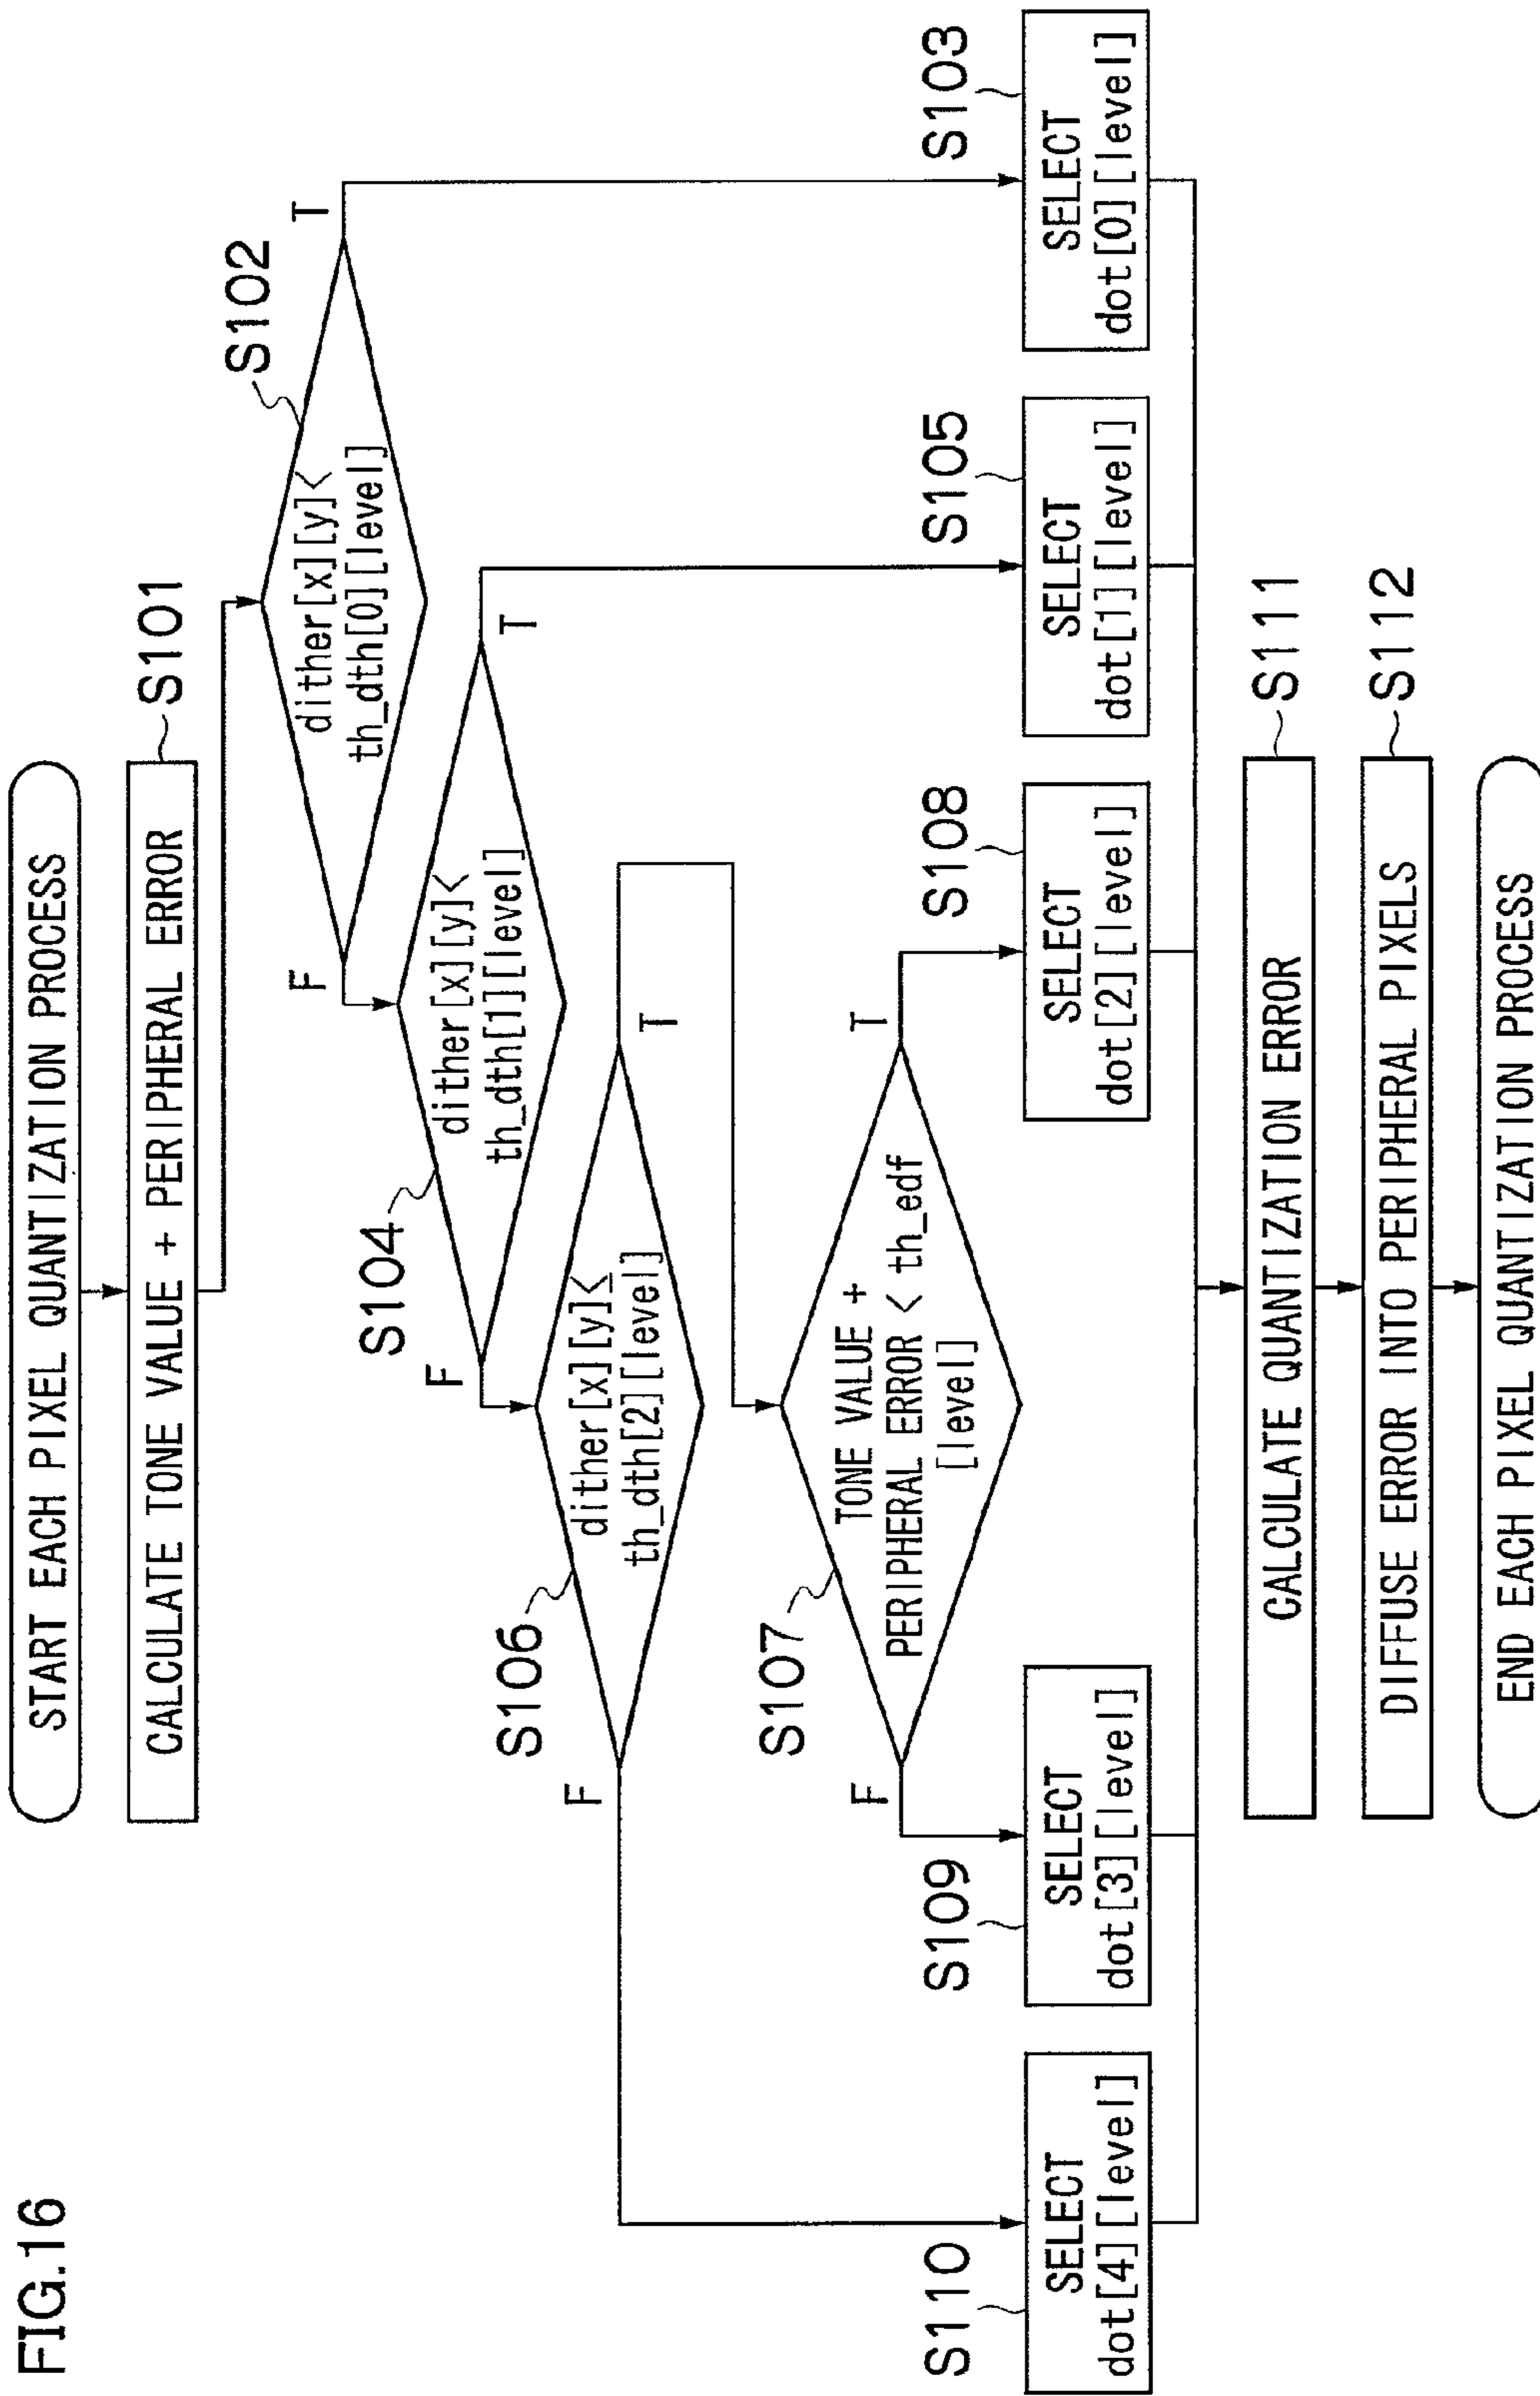 FIG.16
START EACH PIXEL QUANTIZATION PROCESS
CALCULATE TONE VALUE + PERIPHERAL ERROR
S101
S102
dither[x][y]<
th_dth[0][level]
F
T
S104
dither[x][y]<
th_dth[1][level]
F
T
S106
dither[x][y]≤
th_dth[2][level]
F
T
S107
TONE VALUE +
PERIPHERAL ERROR < th_edf
[level]
F
T
S110
SELECT
dot[4][level]
S109
SELECT
dot[3][level]
S108
SELECT
dot[2][level]
S105
SELECT
dot[1][level]
S103
SELECT
dot[0][level]
CALCULATE QUANTIZATION ERROR
S111
DIFFUSE ERROR INTO PERIPHERAL PIXELS
S112
END EACH PIXEL QUANTIZATION PROCESS